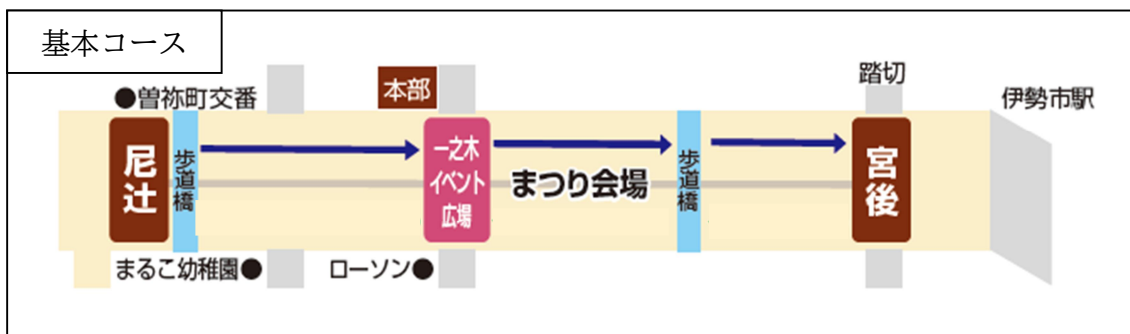 基本コース
●曽祢町交番
本部
踏切
伊勢市駅
尼辻
歩道橋
一之木
イベント
広場
まつり会場
歩道橋
宮後
まるこ幼稚園●
ローソン●